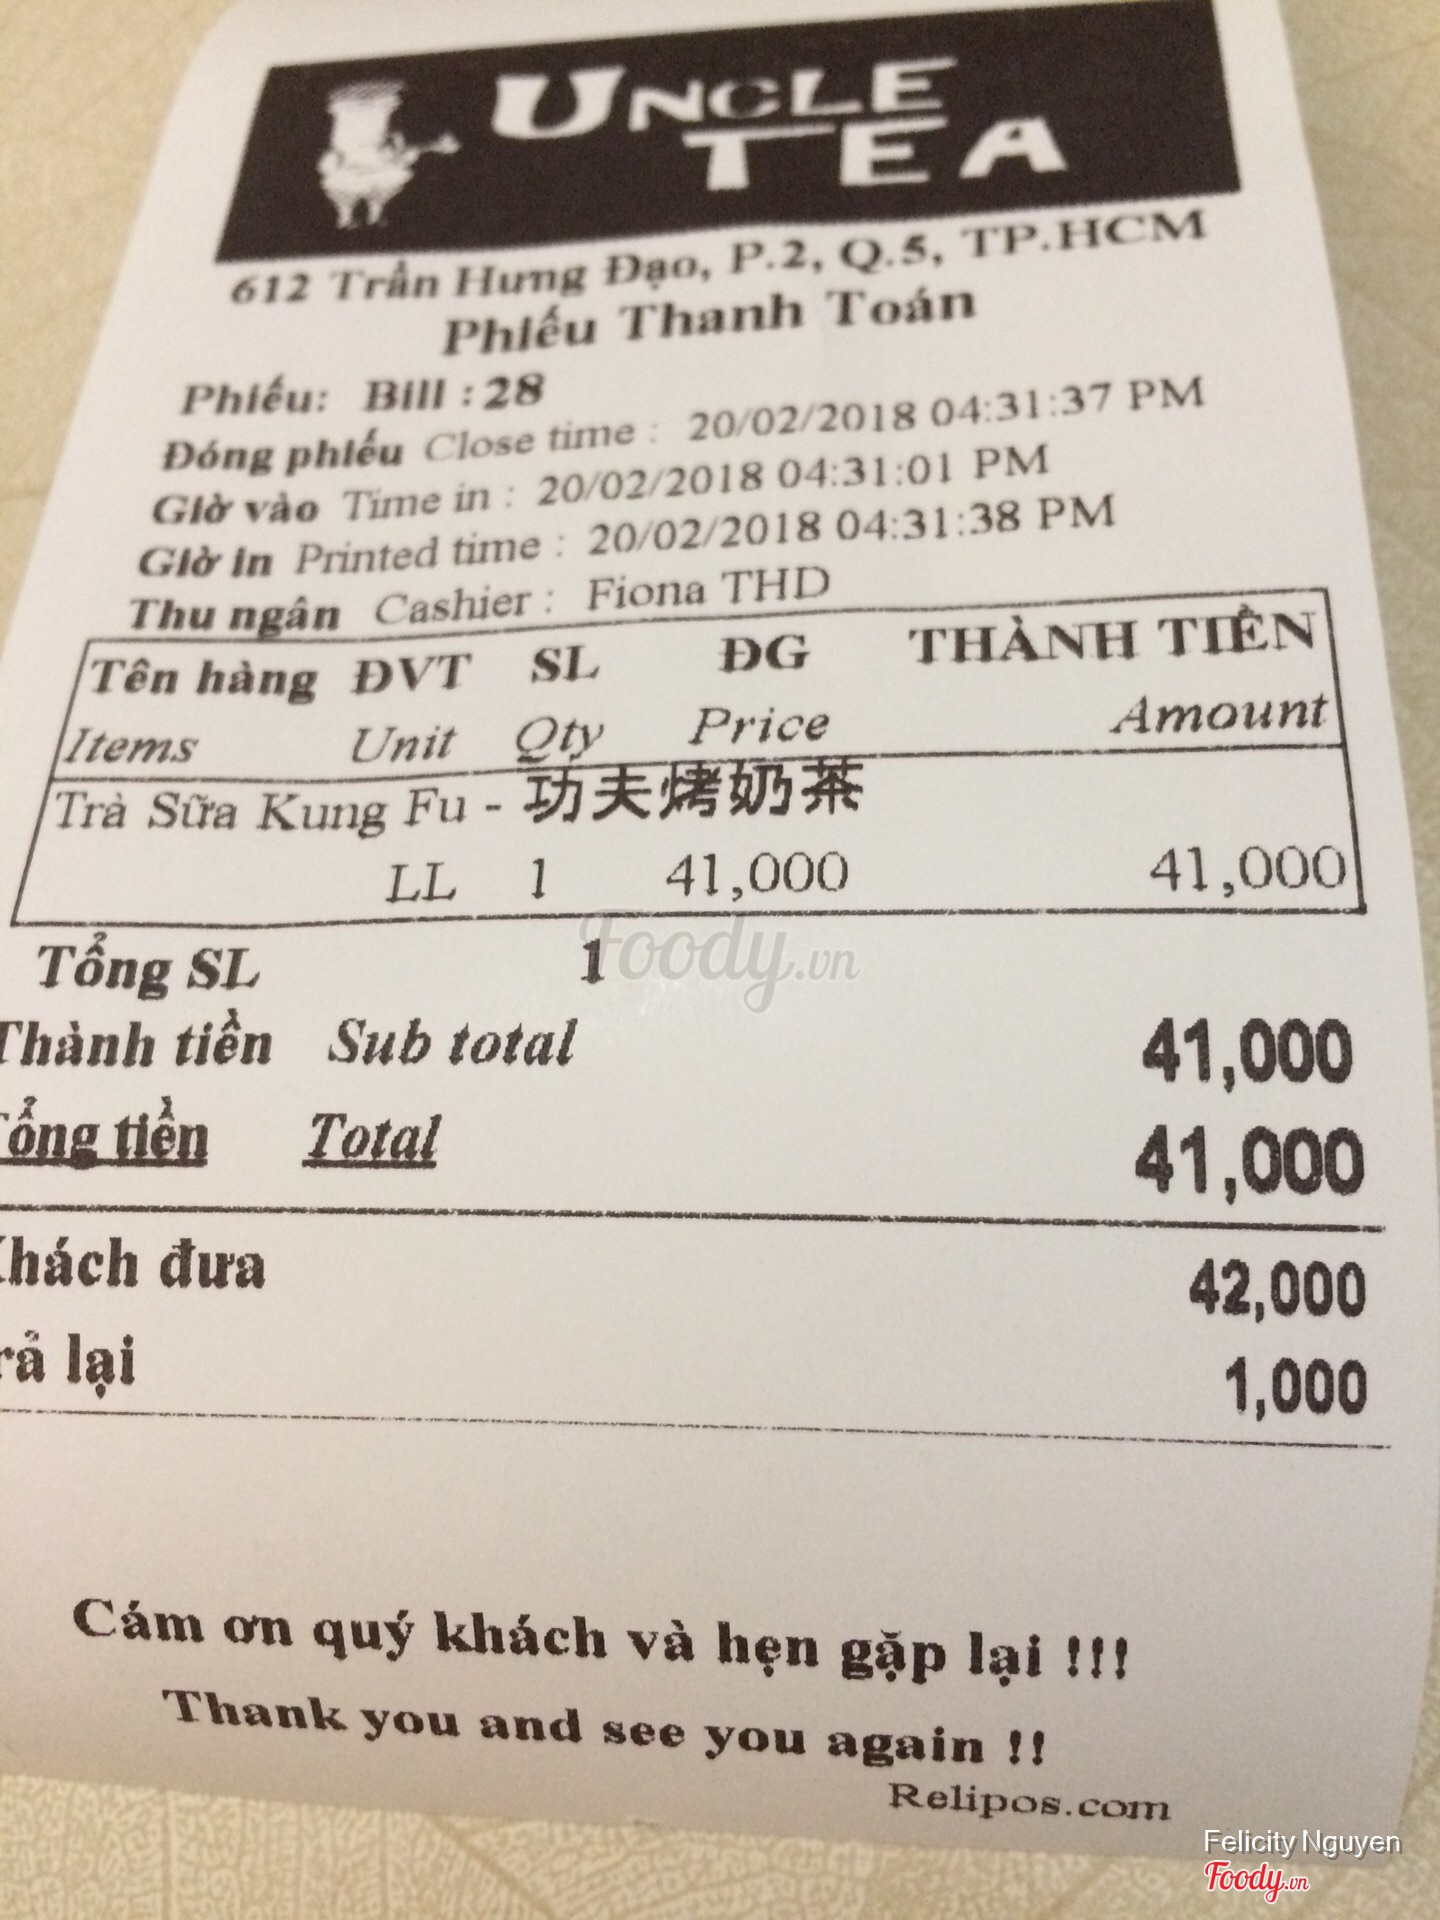 UNCLE TEA
612 Trần Hưng Đạo, P.2, Q.5, TP.HCM
Phiếu Thanh Toán
Phiếu: Bill : 28
Đóng phiếu Close time : 20/02/2018 04:31:37 PM
Giờ vào Time in : 20/02/2018 04:31:01 PM
Giờ in Printed time : 20/02/2018 04:31:38 PM
Thu ngân Cashier : Fiona THD
Tên hàng ĐVT SL ĐG THÀNH TIỀN
Items Unit Qty Price Amount
Trà Sữa Kung Fu - 功夫烤奶茶
LL 1 41,000 41,000
Tổng SL 1
Foody.vn
Thành tiền Sub total 41,000
Tổng tiền Total 41,000
Khách đưa 42,000
rả lại 1,000
Cám ơn quý khách và hẹn gặp lại !!!
Thank you and see you again !!
Relipos.com
Felicity Nguyen
Foody.vn